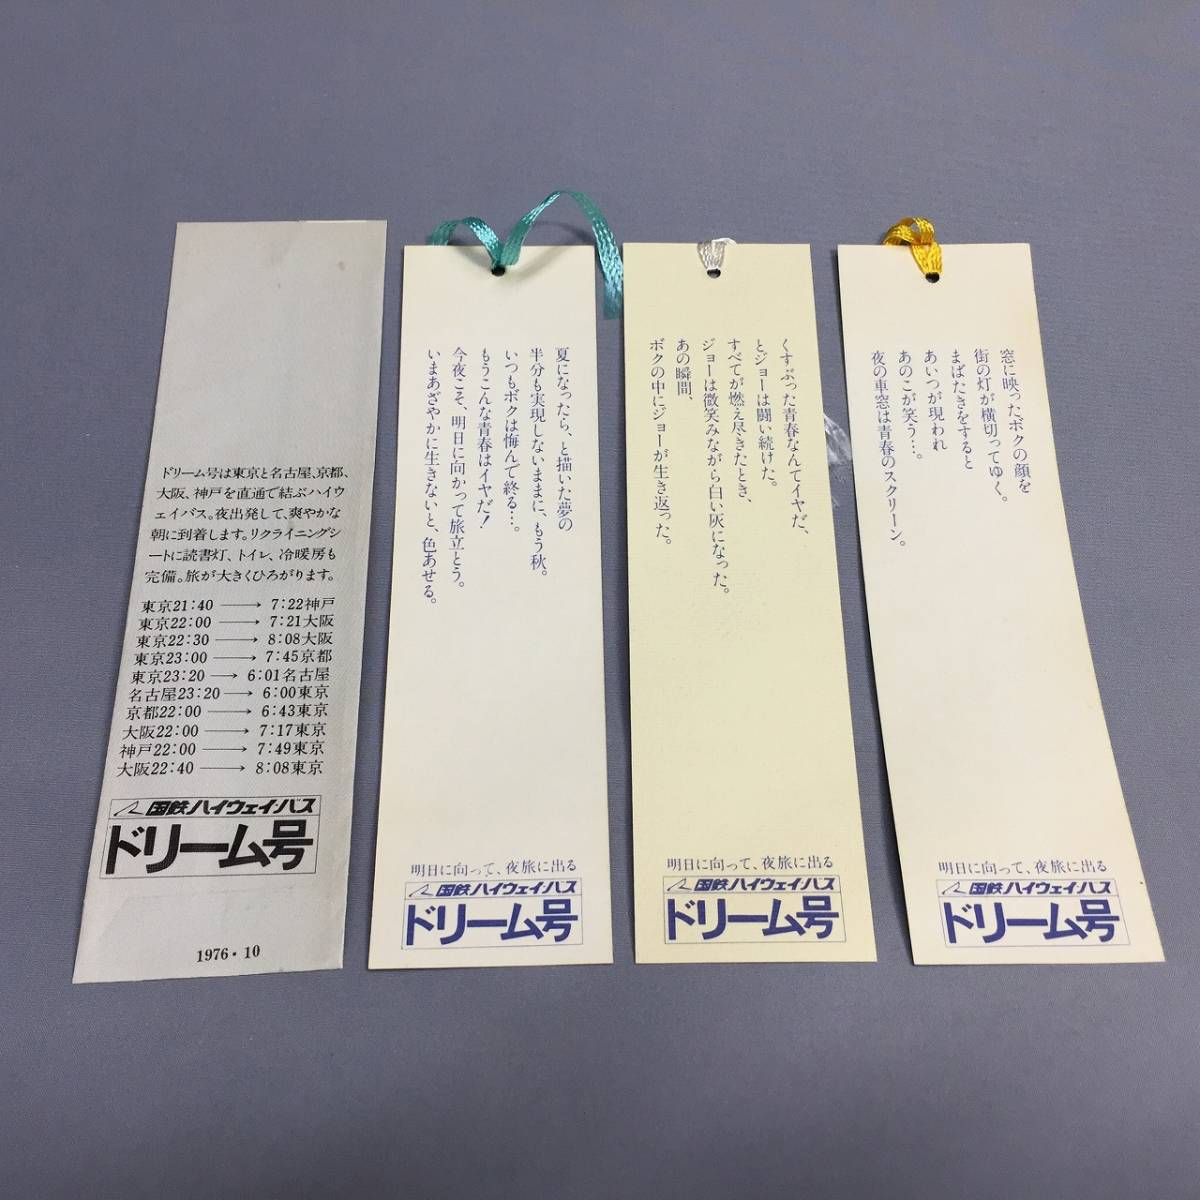 ドリーム号は東京と名古屋、京都、
大阪、神戸を直通で結ぶハイウ
ェイバス。夜出発して、爽やかな
朝に到着します。リクライニングシ
ートに読書灯、トイレ、冷暖房も
完備。旅が大きくひろがります。
東京21:40 → 7:22神戸
東京22:00 → 7:21大阪
東京22:30 → 8:08大阪
東京23:00 → 7:45京都
東京23:20 → 6:01名古屋
名古屋23:20 → 6:00東京
京都22:00 → 6:43東京
大阪22:00 → 7:17東京
神戸22:00 → 7:49東京
大阪22:40 → 8:08東京
国鉄ハイウェイ・バス
ドリーム号
1976・10
夏になったら、と描いた夢の
半分も実現しないままに、もう秋。
いつもボクは悔んで終る…。
もうこんな青春はイヤだ!
今夜こそ、明日に向かって旅立とう。
いまあざやかに生きないと、色あせる。
明日に向って、夜旅に出る
国鉄ハイウェイ・バス
ドリーム号
くすぶった青春なんてイヤだ、
とジョーは闘い続けた。
すべてが燃え尽きたとき、
ジョーは微笑みながら白い灰になった。
あの瞬間、
ボクの中にジョーが生き返った。
明日に向って、夜旅に出る
国鉄ハイウェイ・バス
ドリーム号
窓に映ったボクの顔を
街の灯が横切ってゆく。
まばたきをすると
あいつが現われ
あのこが笑う…。
夜の車窓は青春のスクリーン。
明日に向って、夜旅に出る
国鉄ハイウェイ・バス
ドリーム号